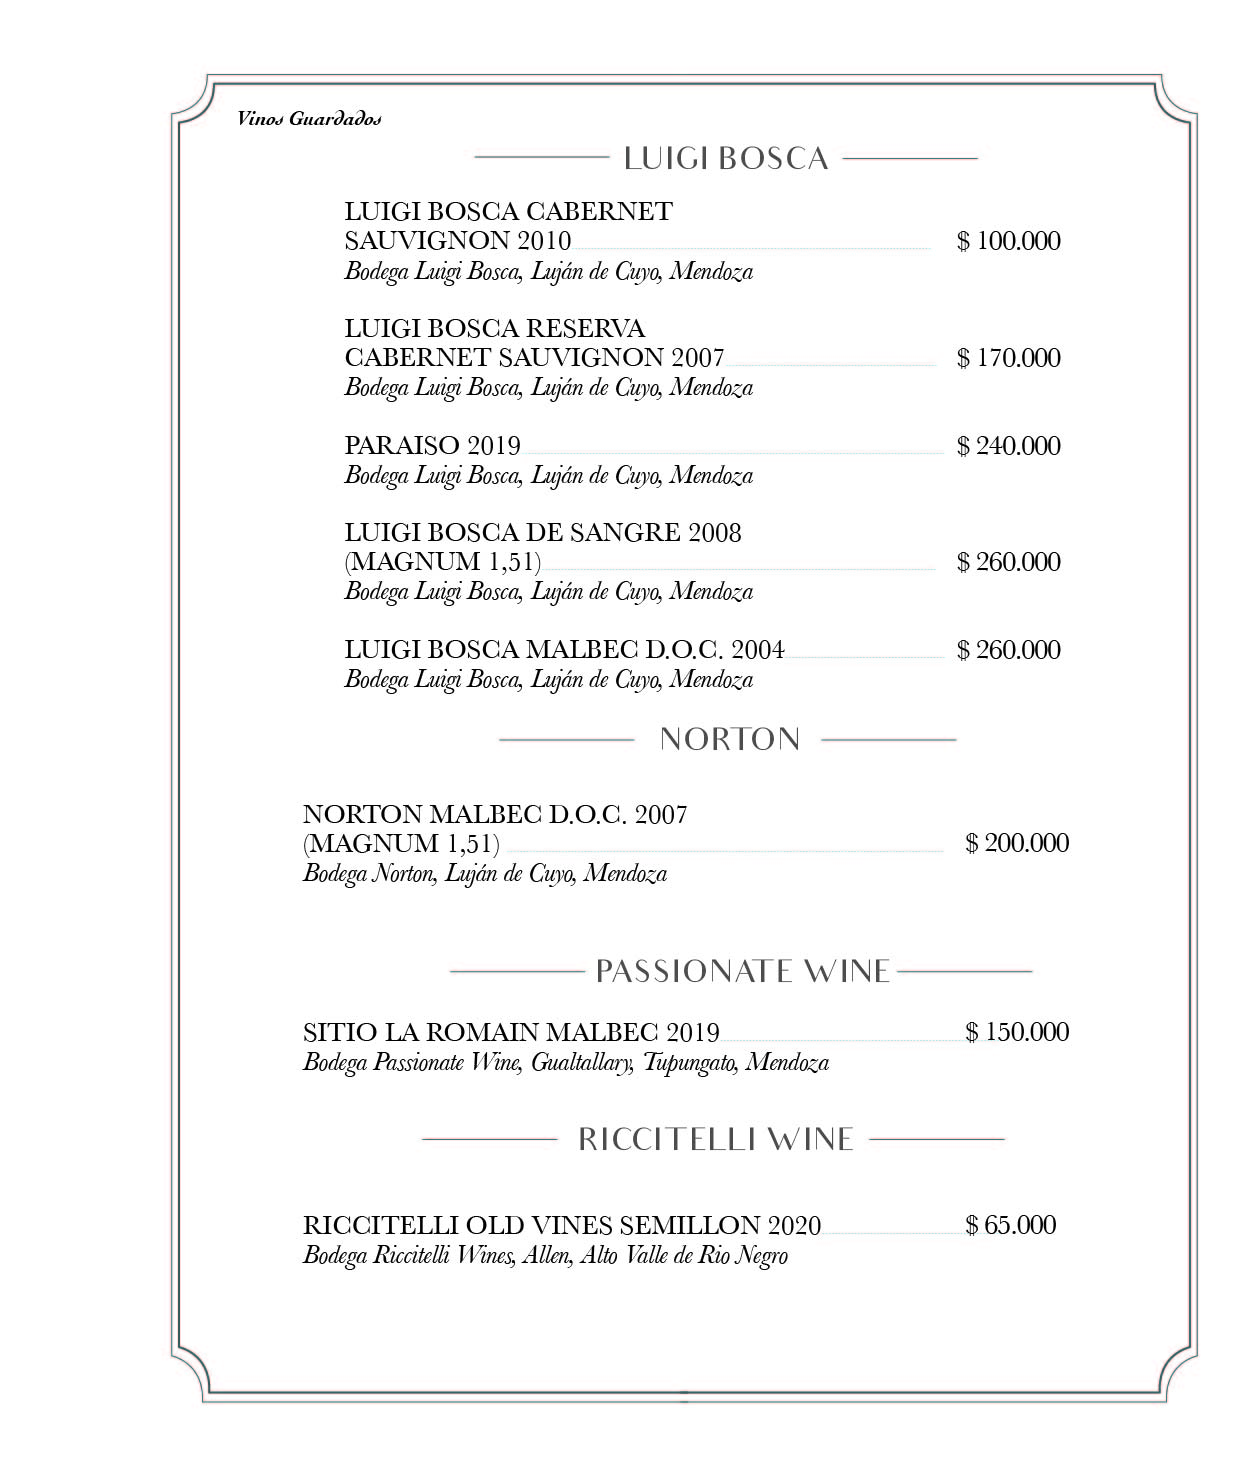 Vinos Guardados
LUIGI BOSCA
LUIGI BOSCA CABERNET
SAUVIGNON 2010 $ 100.000
Bodega Luigi Bosca, Luján de Cuyo, Mendoza
LUIGI BOSCA RESERVA
CABERNET SAUVIGNON 2007 $ 170.000
Bodega Luigi Bosca, Luján de Cuyo, Mendoza
PARAISO 2019 $ 240.000
Bodega Luigi Bosca, Luján de Cuyo, Mendoza
LUIGI BOSCA DE SANGRE 2008
(MAGNUM 1,51) $ 260.000
Bodega Luigi Bosca, Luján de Cuyo, Mendoza
LUIGI BOSCA MALBEC D.O.C. 2004 $ 260.000
Bodega Luigi Bosca, Luján de Cuyo, Mendoza
NORTON
NORTON MALBEC D.O.C. 2007
(MAGNUM 1,51) $ 200.000
Bodega Norton, Luján de Cuyo, Mendoza
PASSIONATE WINE
SITIO LA ROMAIN MALBEC 2019 $ 150.000
Bodega Passionate Wine, Gualtallary, Tupungato, Mendoza
RICCITELLI WINE
RICCITELLI OLD VINES SEMILLON 2020 $ 65.000
Bodega Riccitelli Wines, Allen, Alto Valle de Rio Negro